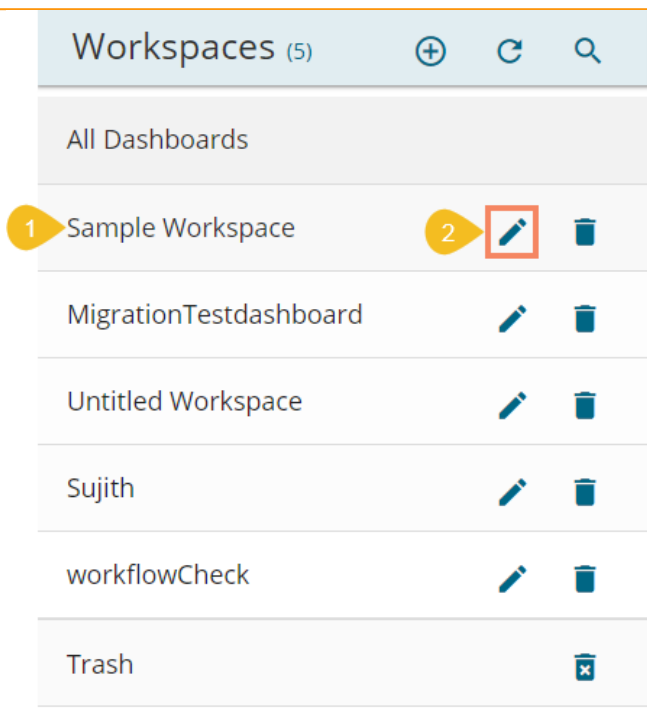 Workspaces (5)
All Dashboards
1 Sample Workspace 2
MigrationTestdashboard
Untitled Workspace
Sujith
workflowCheck
Trash